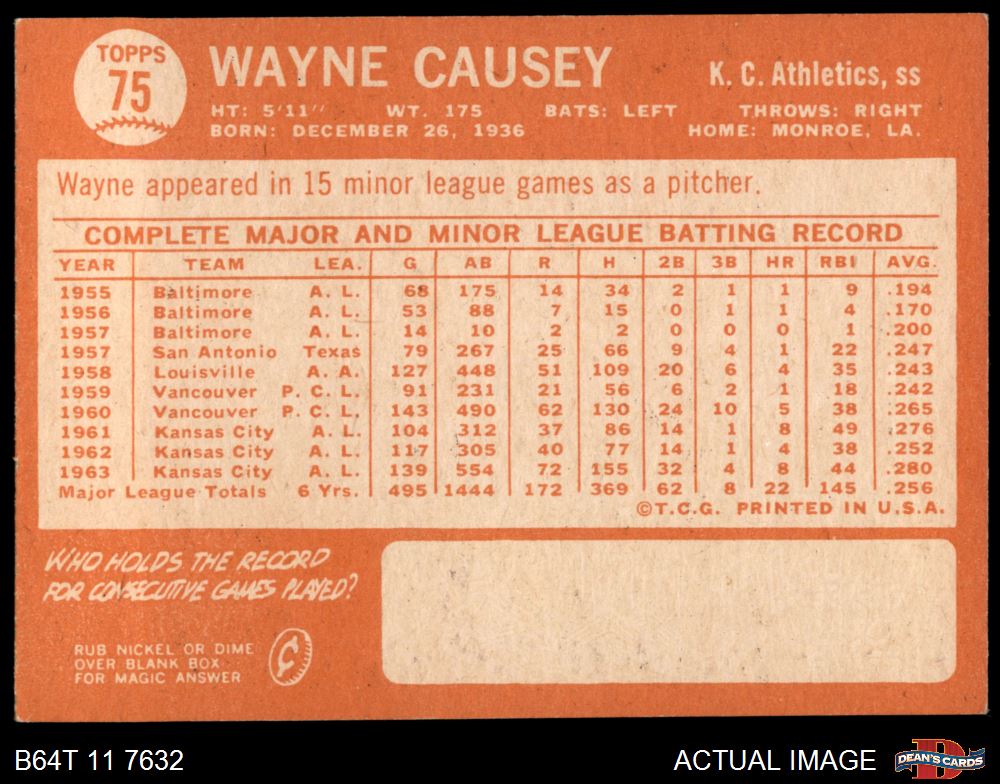 TOPPS
75
WAYNE CAUSEY
K. C. Athletics, ss
HT: 5'11" WT. 175 BATS: LEFT THROWS: RIGHT
BORN: DECEMBER 26, 1936 HOME: MONROE, LA.
Wayne appeared in 15 minor league games as a pitcher.
COMPLETE MAJOR AND MINOR LEAGUE BATTING RECORD
YEAR TEAM LEA. G AB R H 2B 3B HR RBI AVG.
1955 Baltimore A. L. 68 175 14 34 2 1 1 9 .194
1956 Baltimore A. L. 53 88 7 15 0 1 1 4 .170
1957 Baltimore A. L. 14 10 2 2 0 0 0 1 .200
1957 San Antonio Texas 79 267 25 66 9 4 1 22 .247
1958 Louisville A. A. 127 448 51 109 20 6 4 35 .243
1959 Vancouver P. C. L. 91 231 21 56 6 2 1 18 .242
1960 Vancouver P. C. L. 143 490 62 130 24 10 5 38 .265
1961 Kansas City A. L. 104 312 37 86 14 1 8 49 .276
1962 Kansas City A. L. 117 305 40 77 14 1 4 38 .252
1963 Kansas City A. L. 139 554 72 155 32 4 8 44 .280
Major League Totals 6 Yrs. 495 1444 172 369 62 8 22 145 .256
©T.C.G. PRINTED IN U.S.A.
WHO HOLDS THE RECORD
FOR CONSECUTIVE GAMES PLAYED?
RUB NICKEL OR DIME
OVER BLANK BOX
FOR MAGIC ANSWER
¢
B64T 11 7632
ACTUAL IMAGE
D
DEAN'S CARDS